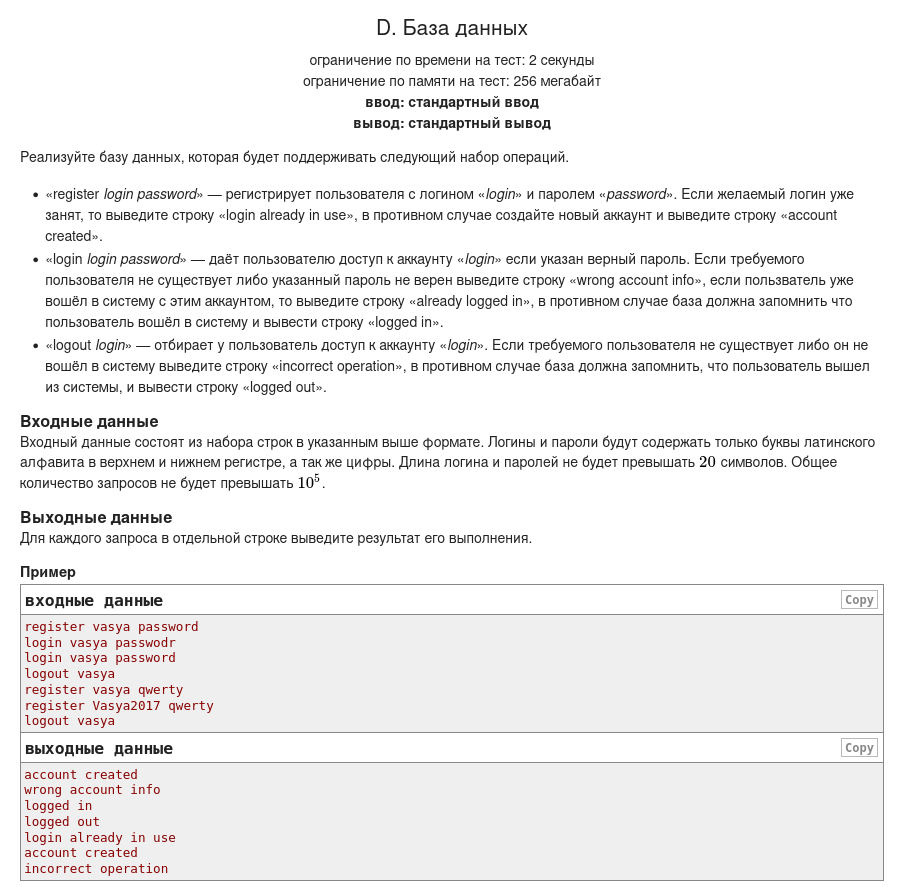 D. База данных
ограничение по времени на тест: 2 секунды
ограничение по памяти на тест: 256 мегабайт
ввод: стандартный ввод
вывод: стандартный вывод
Реализуйте базу данных, которая будет поддерживать следующий набор операций.
• «register login password» — регистрирует пользователя с логином «login» и паролем «password». Если желаемый логин уже
занят, то выведите строку «login already in use», в противном случае создайте новый аккаунт и выведите строку «account
created».
• «login login password» — даёт пользователю доступ к аккаунту «login» если указан верный пароль. Если требуемого
пользователя не существует либо указанный пароль не верен выведите строку «wrong account info», если пользватель уже
вошёл в систему с этим аккаунтом, то выведите строку «already logged in», в противном случае база должна запомнить что
пользователь вошёл в систему и вывести строку «logged in».
• «logout login» — отбирает у пользователь доступ к аккаунту «login». Если требуемого пользователя не существует либо он не
вошёл в систему выведите строку «incorrect operation», в противном случае база должна запомнить, что пользователь вышел
из системы, и вывести строку «logged out».
Входные данные
Входный данные состоят из набора строк в указанным выше формате. Логины и пароли будут содержать только буквы латинского
алфавита в верхнем и нижнем регистре, а так же цифры. Длина логина и паролей не будет превышать 20 символов. Общее
количество запросов не будет превышать 10⁵.
Выходные данные
Для каждого запроса в отдельной строке выведите результат его выполнения.
Пример
входные данные Copy
register vasya password
login vasya passwodr
login vasya password
logout vasya
register vasya qwerty
register Vasya2017 qwerty
logout vasya
выходные данные Copy
account created
wrong account info
logged in
logged out
login already in use
account created
incorrect operation